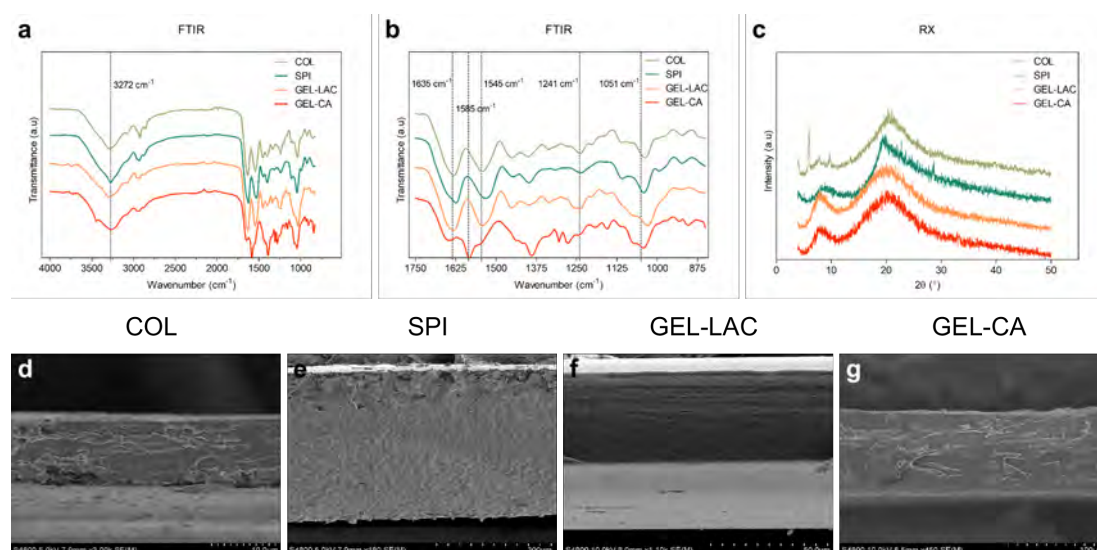 a
FTIR
3272 cm⁻¹
COL
SPI
GEL-LAC
GEL-CA
Transmittance (a.u)
4000 3500 3000 2500 2000 1500 1000
Wavenumber (cm⁻¹)
b
FTIR
1635 cm⁻¹
1585 cm⁻¹
1545 cm⁻¹
1241 cm⁻¹
1051 cm⁻¹
COL
SPI
GEL-LAC
GEL-CA
Transmittance (a.u)
1750 1625 1500 1375 1250 1125 1000 875
Wavenumber (cm⁻¹)
c
RX
COL
SPI
GEL-LAC
GEL-CA
Intensity (a.u)
0 10 20 30 40 50
2θ (°)
COL SPI GEL-LAC GEL-CA
d
e
f
g